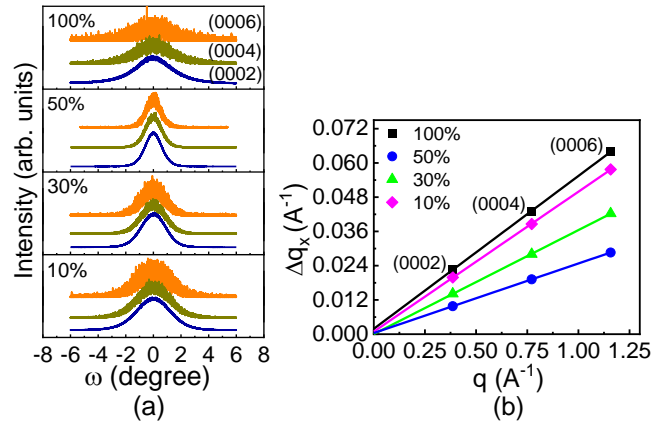 100%
(0006)
(0004)
(0002)
50%
30%
10%
Intensity (arb. units)
-8 -6 -4 -2 0 2 4 6 8
ω (degree)
(a)
0.072
0.060
0.048
0.036
0.024
0.012
0.000
Δqx (A-1)
100%
50%
30%
10%
(0006)
(0004)
(0002)
0.00 0.25 0.50 0.75 1.00 1.25
q (A-1)
(b)